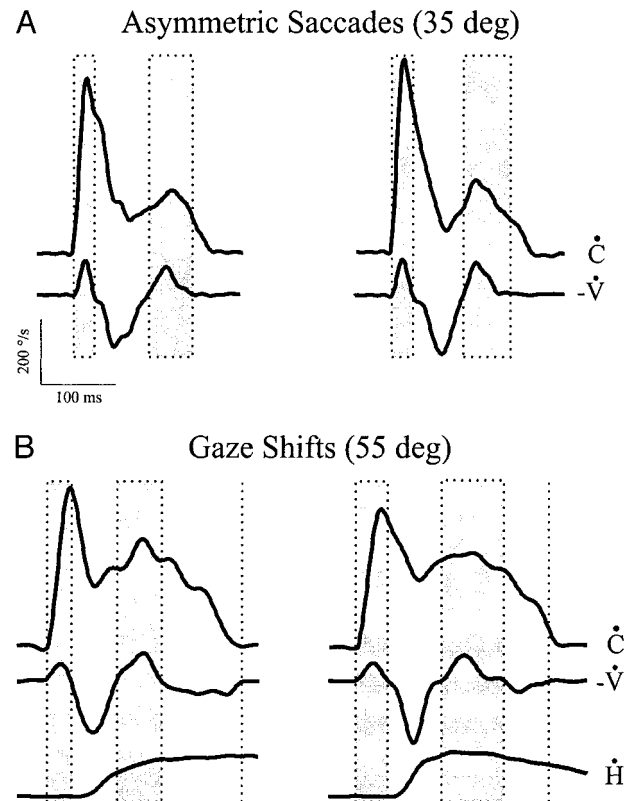 A Asymmetric Saccades (35 deg)
Ċ
-V̇
200 °/s
100 ms
B Gaze Shifts (55 deg)
Ċ
-V̇
Ḣ